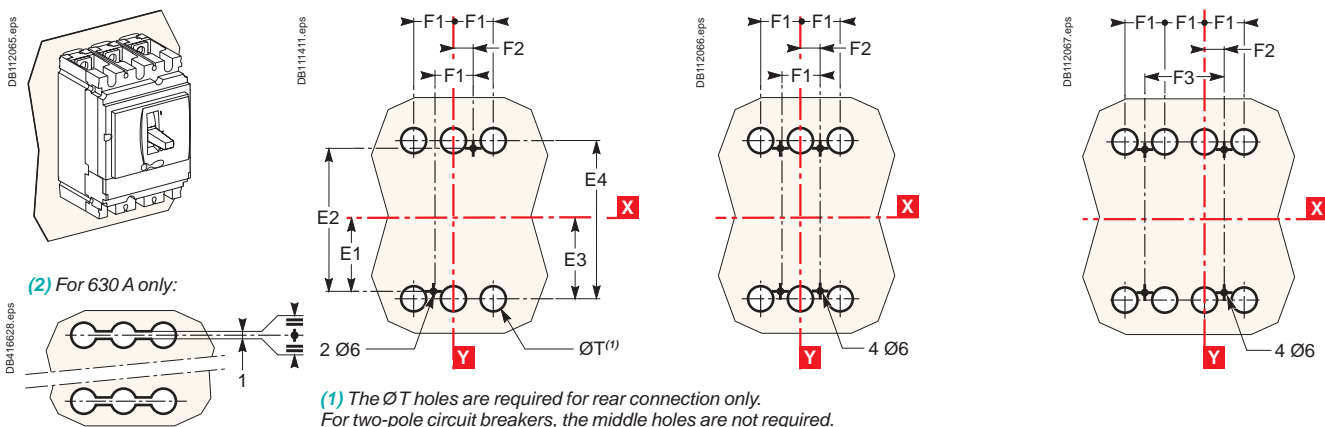 DB112065.eps
(2) For 630 A only:
DB416628.eps
1
DB111411.eps
F1
F1
F2
F1
E2
E1
E4
E3
X
Y
2 Ø6
ØT(1)
DB112066.eps
F1
F1
F2
F1
X
Y
4 Ø6
DB112067.eps
F1
F1
F1
F2
F3
X
Y
4 Ø6
(1) The ØT holes are required for rear connection only.
For two-pole circuit breakers, the middle holes are not required.